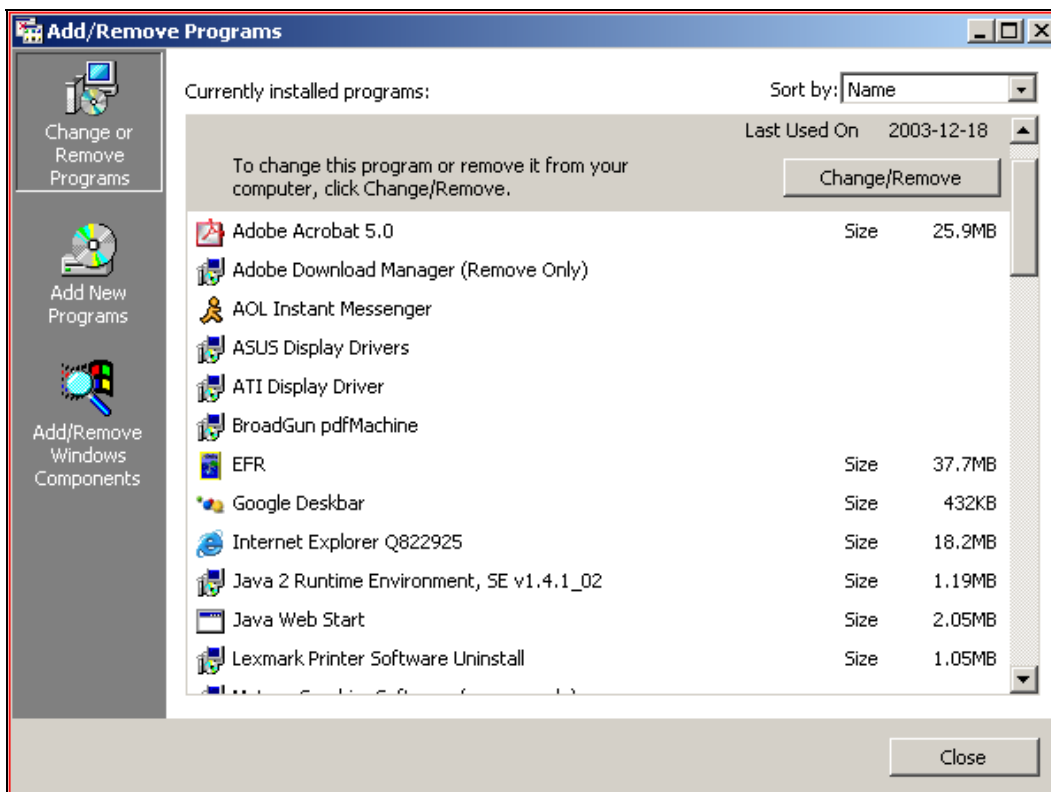 Add/Remove Programs
Change or
Remove
Programs
Add New
Programs
Add/Remove
Windows
Components
Currently installed programs:
Sort by: Name
Last Used On 2003-12-18
To change this program or remove it from your
computer, click Change/Remove.
Change/Remove
Adobe Acrobat 5.0 Size 25.9MB
Adobe Download Manager (Remove Only)
AOL Instant Messenger
ASUS Display Drivers
ATI Display Driver
BroadGun pdfMachine
EFR Size 37.7MB
Google Deskbar Size 432KB
Internet Explorer Q822925 Size 18.2MB
Java 2 Runtime Environment, SE v1.4.1_02 Size 1.19MB
Java Web Start Size 2.05MB
Lexmark Printer Software Uninstall Size 1.05MB
Close